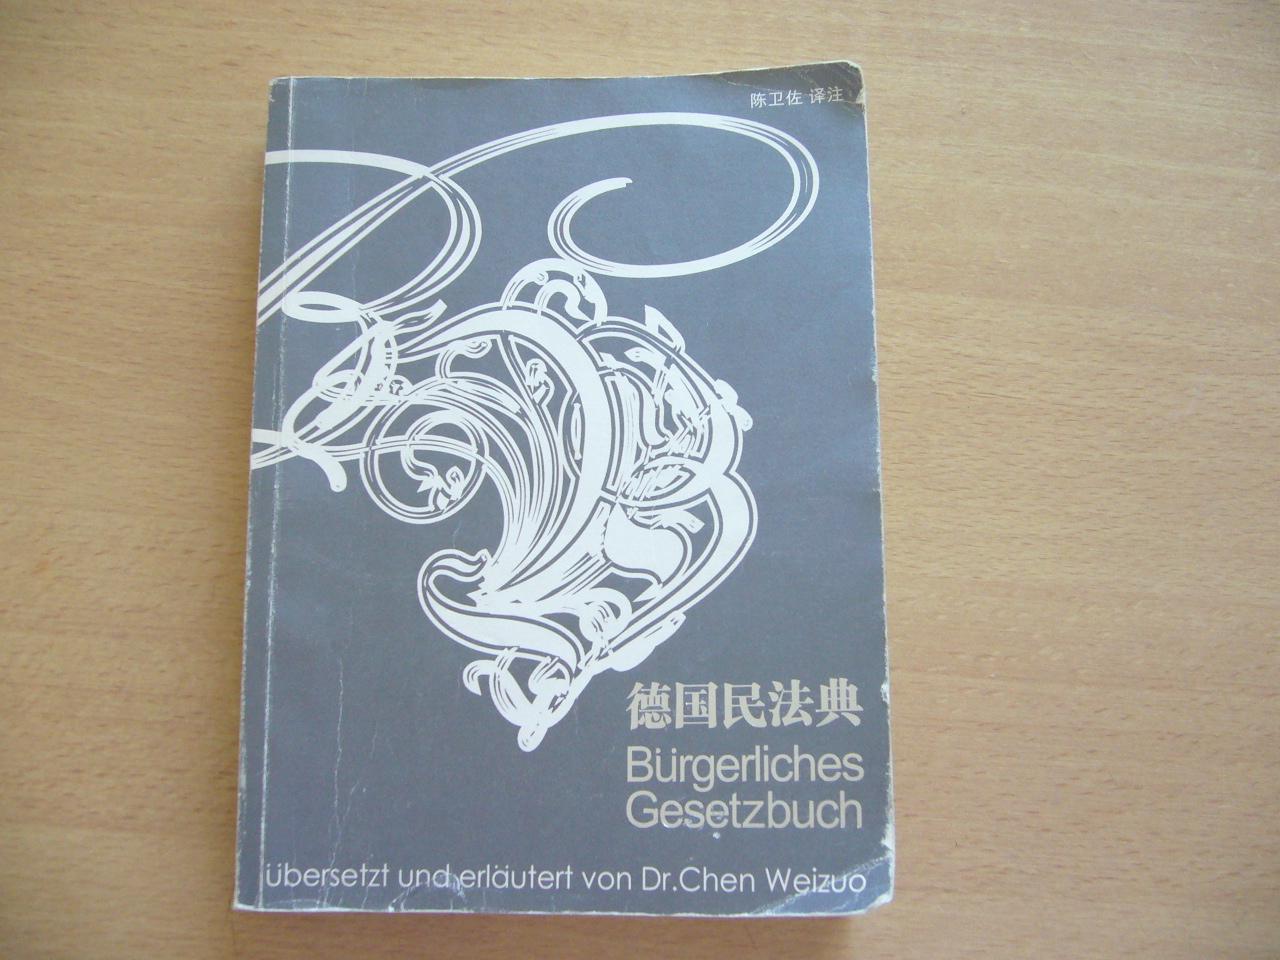 陈卫佐 译注
德国民法典
Bürgerliches
Gesetzbuch
übersetzt und erläutert von Dr.Chen Weizuo